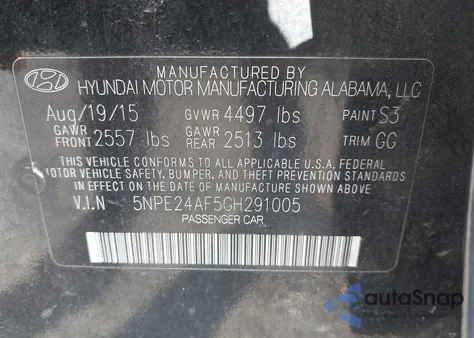 MANUFACTURED BY
HYUNDAI MOTOR MANUFACTURING ALABAMA, LLC
Aug/19/15 GVWR 4497 lbs PAINT S3
GAWR FRONT 2557 lbs GAWR REAR 2513 lbs TRIM GG
THIS VEHICLE CONFORMS TO ALL APPLICABLE U.S.A. FEDERAL
MOTOR VEHICLE SAFETY, BUMPER, AND THEFT PREVENTION STANDARDS
IN EFFECT ON THE DATE OF MANUFACTURE SHOWN ABOVE.
V.I.N 5NPE24AF5GH291005
PASSENGER CAR
autoSnap